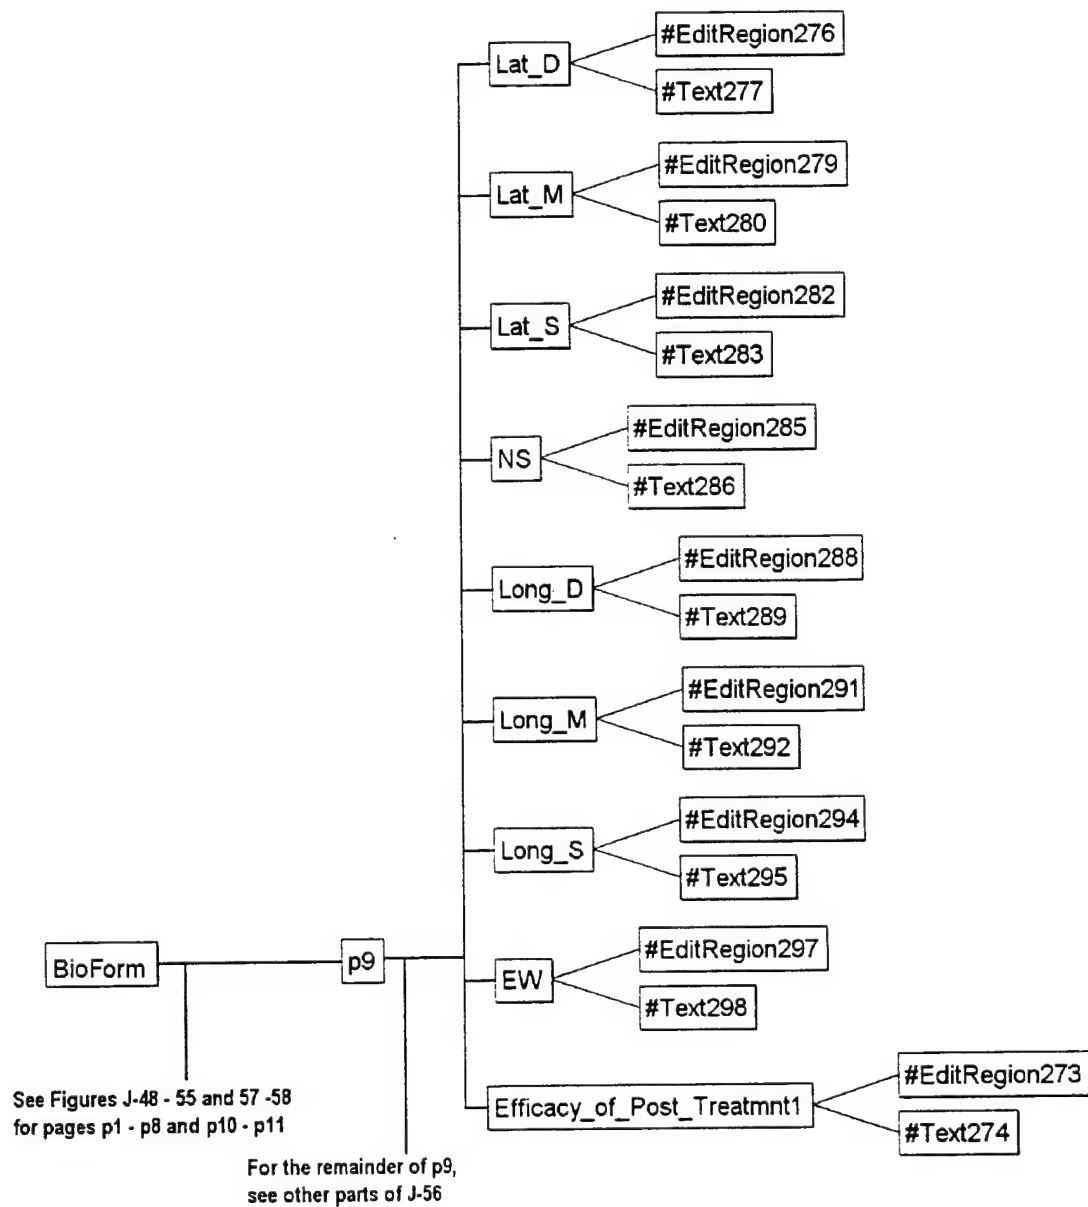 #EditRegion276
Lat_D
#Text277
#EditRegion279
Lat_M
#Text280
#EditRegion282
Lat_S
#Text283
#EditRegion285
NS
#Text286
#EditRegion288
Long_D
#Text289
#EditRegion291
Long_M
#Text292
#EditRegion294
Long_S
#Text295
BioForm
p9
#EditRegion297
EW
#Text298
See Figures J-48 - 55 and 57 -58
for pages p1 - p8 and p10 - p11
#EditRegion273
Efficacy_of_Post_Treatmnt1
#Text274
For the remainder of p9,
see other parts of J-56